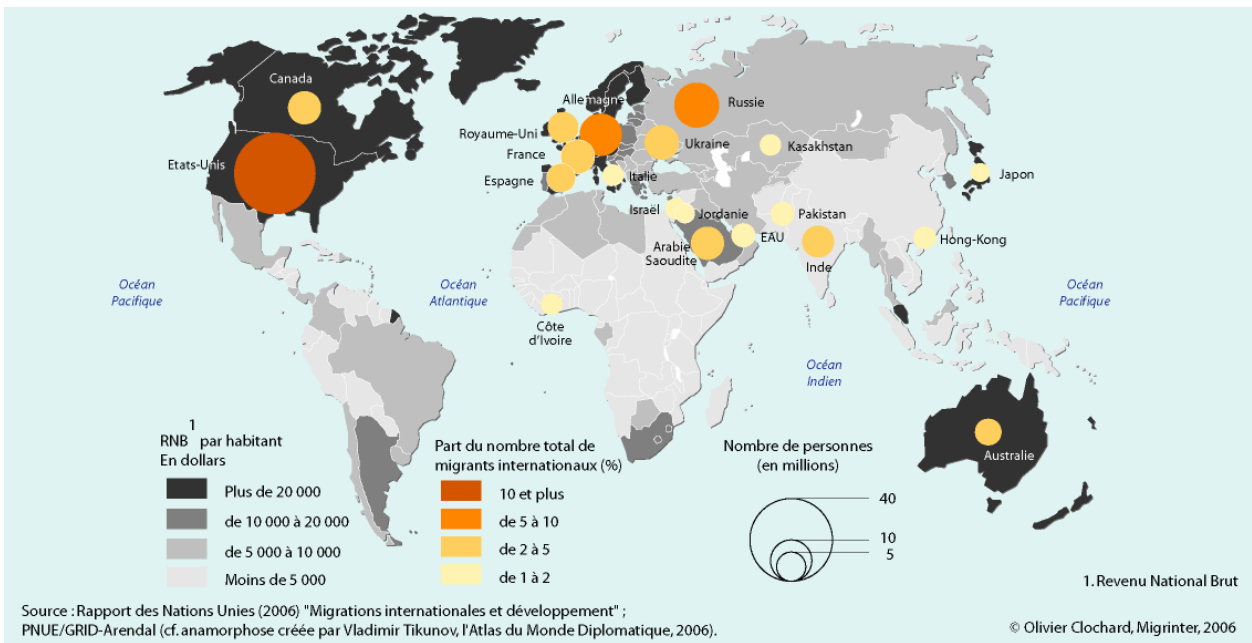 Canada
Allemagne
Russie
Royaume-Uni
Ukraine
Kasakhstan
Etats-Unis
France
Italie
Japon
Espagne
Israël
Jordanie
Pakistan
Arabie
Saoudite
EAU
Hong-Kong
Inde
Océan
Pacifique
Océan
Atlantique
Océan
Pacifique
Côte
d'Ivoire
Océan
Indien
Australie
RNB1 par habitant
En dollars
Plus de 20 000
de 10 000 à 20 000
de 5 000 à 10 000
Moins de 5 000
Part du nombre total de
migrants internationaux (%)
10 et plus
de 5 à 10
de 2 à 5
de 1 à 2
Nombre de personnes
(en millions)
40
10
5
1. Revenu National Brut
Source : Rapport des Nations Unies (2006) "Migrations internationales et développement" ;
PNUE/GRID-Arendal (cf. anamorphose créée par Vladimir Tikunov, l'Atlas du Monde Diplomatique, 2006).
© Olivier Clochard, Migrinter, 2006